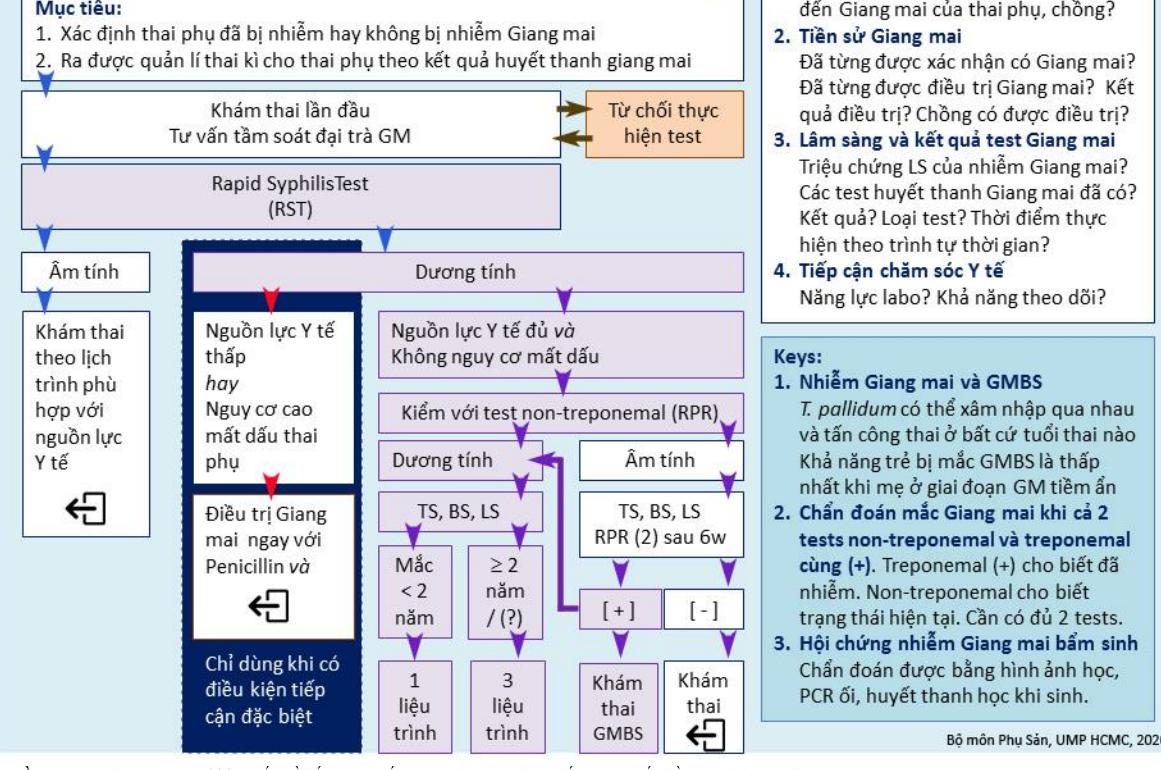 Mục tiêu:
1. Xác định thai phụ đã bị nhiễm hay không bị nhiễm Giang mai
2. Ra được quản lí thai kì cho thai phụ theo kết quả huyết thanh giang mai
Khám thai lần đầu
Tư vấn tầm soát đại trà GM
Từ chối thực
hiện test
Rapid SyphilisTest
(RST)
Âm tính
Dương tính
Khám thai
theo lịch
trình phù
hợp với
nguồn lực
Y tế
Nguồn lực Y tế
thấp
hay
Nguy cơ cao
mất dấu thai
phụ
Điều trị Giang
mai ngay với
Penicillin và
Chỉ dùng khi có
điều kiện tiếp
cận đặc biệt
Nguồn lực Y tế đủ và
Không nguy cơ mất dấu
Kiểm với test non-treponemal (RPR)
Dương tính
Âm tính
TS, BS, LS
TS, BS, LS
RPR (2) sau 6w
Mắc
< 2
năm
≥ 2
năm
/ (?)
[ + ]
[ - ]
1
liệu
trình
3
liệu
trình
Khám
thai
GMBS
Khám
thai
đến Giang mai của thai phụ, chồng?
2. Tiền sử Giang mai
Đã từng được xác nhận có Giang mai?
Đã từng được điều trị Giang mai? Kết
quả điều trị? Chồng có được điều trị?
3. Lâm sàng và kết quả test Giang mai
Triệu chứng LS của nhiễm Giang mai?
Các test huyết thanh Giang mai đã có?
Kết quả? Loại test? Thời điểm thực
hiện theo trình tự thời gian?
4. Tiếp cận chăm sóc Y tế
Năng lực labo? Khả năng theo dõi?
Keys:
1. Nhiễm Giang mai và GMBS
T. pallidum có thể xâm nhập qua nhau
và tấn công thai ở bất cứ tuổi thai nào
Khả năng trẻ bị mắc GMBS là thấp
nhất khi mẹ ở giai đoạn GM tiềm ẩn
2. Chẩn đoán mắc Giang mai khi cả 2
tests non-treponemal và treponemal
cùng (+). Treponemal (+) cho biết đã
nhiễm. Non-treponemal cho biết
trạng thái hiện tại. Cần có đủ 2 tests.
3. Hội chứng nhiễm Giang mai bẩm sinh
Chẩn đoán được bằng hình ảnh học,
PCR ối, huyết thanh học khi sinh.
Bộ môn Phụ Sản, UMP HCMC,